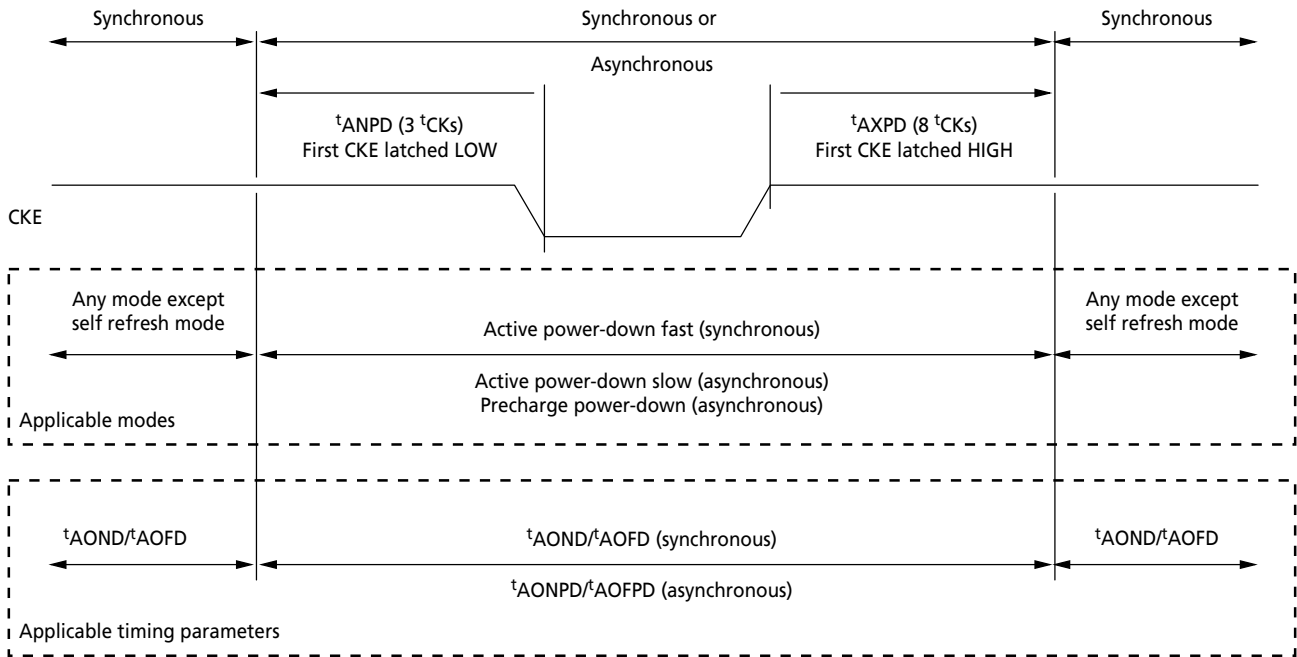 Synchronous
Synchronous or
Synchronous
Asynchronous
tANPD (3 tCKs)
First CKE latched LOW
tAXPD (8 tCKs)
First CKE latched HIGH
CKE
Any mode except
self refresh mode
Active power-down fast (synchronous)
Any mode except
self refresh mode
Active power-down slow (asynchronous)
Precharge power-down (asynchronous)
Applicable modes
tAOND/tAOFD
tAOND/tAOFD (synchronous)
tAOND/tAOFD
tAONPD/tAOFPD (asynchronous)
Applicable timing parameters